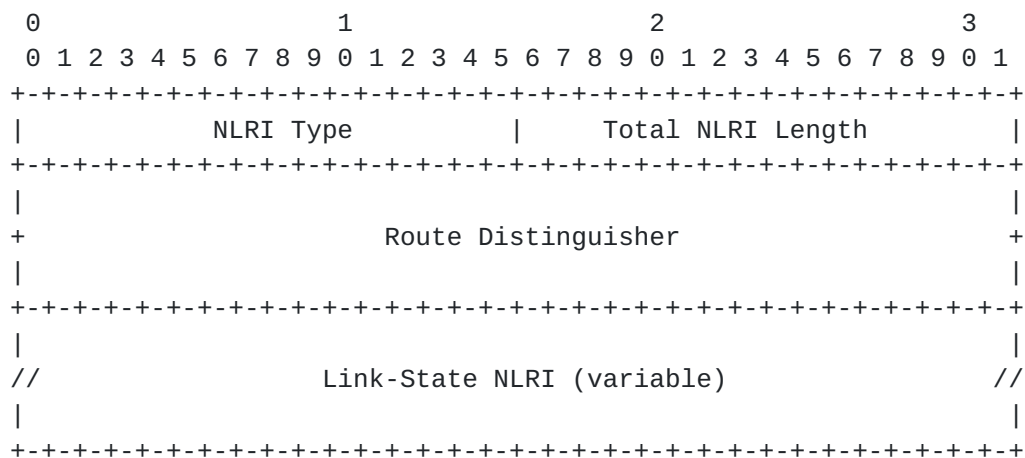 0                   1                   2                   3
 0 1 2 3 4 5 6 7 8 9 0 1 2 3 4 5 6 7 8 9 0 1 2 3 4 5 6 7 8 9 0 1
+-+-+-+-+-+-+-+-+-+-+-+-+-+-+-+-+-+-+-+-+-+-+-+-+-+-+-+-+-+-+-+-+
|            NLRI Type          |     Total NLRI Length         |
+-+-+-+-+-+-+-+-+-+-+-+-+-+-+-+-+-+-+-+-+-+-+-+-+-+-+-+-+-+-+-+-+
|                                                               |
+                       Route Distinguisher                     +
|                                                               |
+-+-+-+-+-+-+-+-+-+-+-+-+-+-+-+-+-+-+-+-+-+-+-+-+-+-+-+-+-+-+-+-+
|                                                               |
//                  Link-State NLRI (variable)                 //
|                                                               |
+-+-+-+-+-+-+-+-+-+-+-+-+-+-+-+-+-+-+-+-+-+-+-+-+-+-+-+-+-+-+-+-+